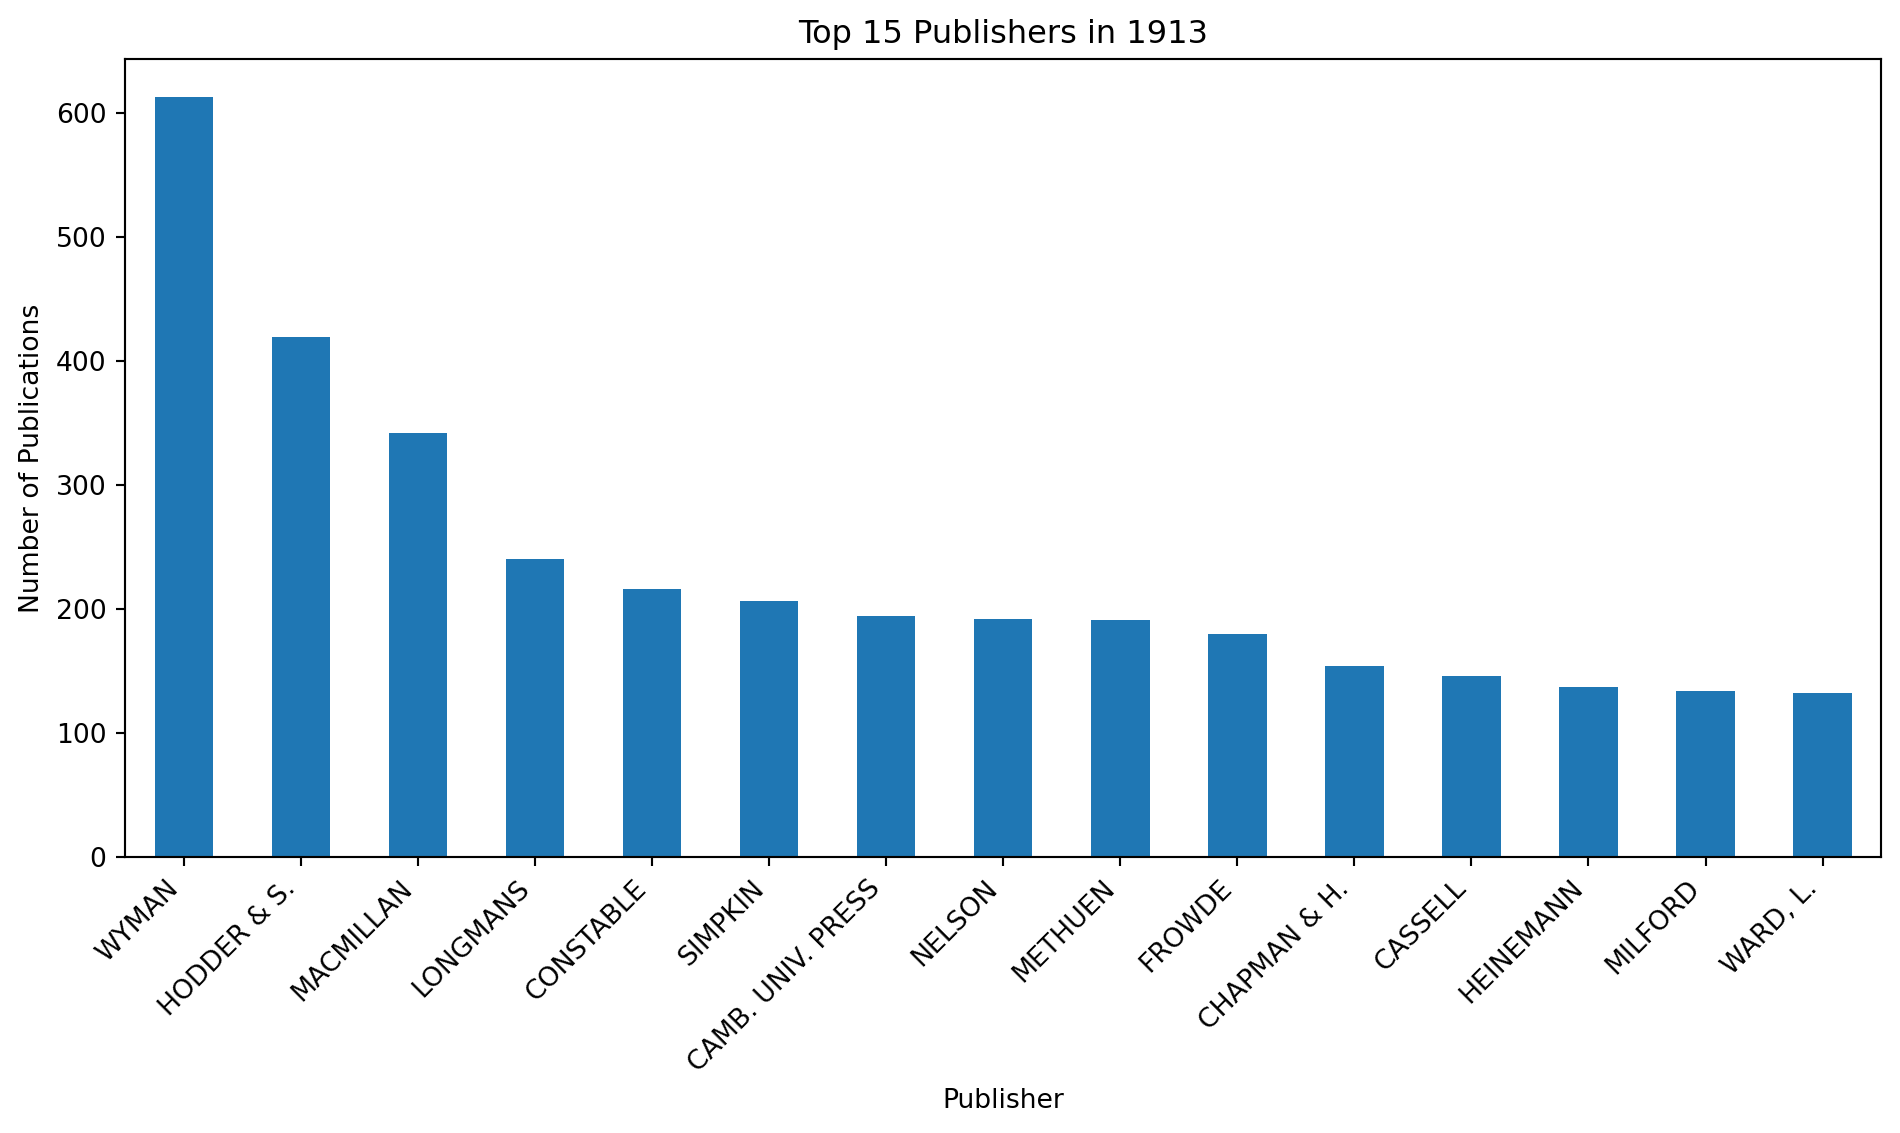 Top 15 Publishers in 1913
Number of Publications
600
500
400
300
200
100
0
WYMAN
HODDER & S.
MACMILLAN
LONGMANS
CONSTABLE
SIMPKIN
CAMB. UNIV. PRESS
NELSON
METHUEN
FROWDE
CHAPMAN & H.
CASSELL
HEINEMANN
MILFORD
WARD, L.
Publisher